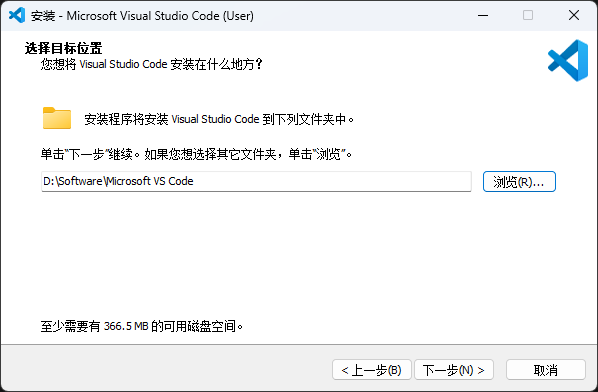 安装 - Microsoft Visual Studio Code (User)
选择目标位置
您想将 Visual Studio Code 安装在什么地方?
安装程序将安装 Visual Studio Code 到下列文件夹中。
单击“下一步”继续。如果您想选择其它文件夹，单击“浏览”。
D:\Software\Microsoft VS Code
浏览(R)...
至少需要有 366.5 MB 的可用磁盘空间。
< 上一步(B)
下一步(N) >
取消